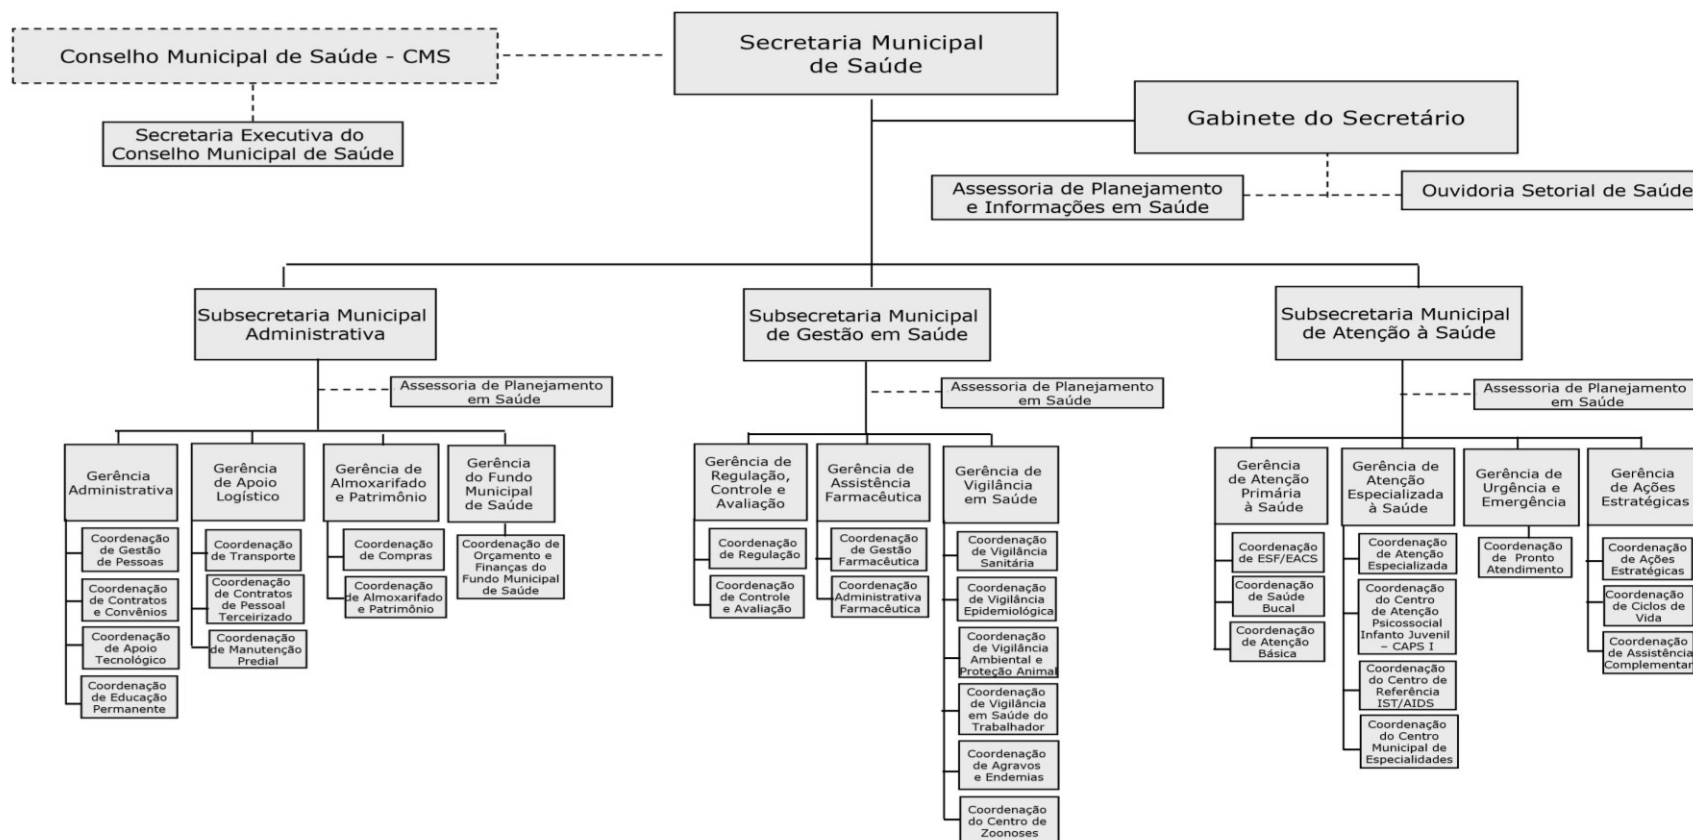 Conselho Municipal de Saúde - CMS
Secretaria Municipal
de Saúde
Gabinete do Secretário
Secretaria Executiva do
Conselho Municipal de Saúde
Assessoria de Planejamento
e Informações em Saúde
Ouvidoria Setorial de Saúde
Subsecretaria Municipal
Administrativa
Subsecretaria Municipal
de Gestão em Saúde
Subsecretaria Municipal
de Atenção à Saúde
Assessoria de Planejamento
em Saúde
Assessoria de Planejamento
em Saúde
Assessoria de Planejamento
em Saúde
Gerência
Administrativa
Coordenação
de Gestão
de Pessoas
Coordenação
de Contratos
e Convênios
Coordenação
de Apoio
Tecnológico
Coordenação
de Educação
Permanente
Gerência
de Apoio
Logístico
Coordenação
de Transporte
Coordenação
de Contratos
de Pessoal
Terceirizado
Coordenação
de Manutenção
Predial
Gerência de
Almoxarifado
e Patrimônio
Coordenação
de Compras
Coordenação
de Almoxarifado
e Patrimônio
Gerência
do Fundo
Municipal
de Saúde
Coordenação de
Orçamento e
Finanças do
Fundo Municipal
de Saúde
Gerência de
Regulação,
Controle e
Avaliação
Coordenação
de Regulação
Coordenação
de Controle
e Avaliação
Gerência de
Assistência
Farmacêutica
Coordenação
de Gestão
Farmacêutica
Coordenação
Administrativa
Farmacêutica
Gerência de
Vigilância
em Saúde
Coordenação
de Vigilância
Sanitária
Coordenação
de Vigilância
Epidemiológica
Coordenação
de Vigilância
Ambiental e
Proteção Animal
Coordenação
de Vigilância
em Saúde do
Trabalhador
Coordenação
de Agravos
e Endemias
Coordenação
do Centro de
Zoonoses
Gerência
de Atenção
Primária
à Saúde
Coordenação
de ESF/EACS
Coordenação
de Saúde
Bucal
Coordenação
de Atenção
Básica
Gerência de
Atenção
Especializada
à Saúde
Coordenação
de Atenção
Especializada
Coordenação
do Centro
de Atenção
Psicossocial
Infanto Juvenil
– CAPS I
Coordenação
do Centro de
Referência
IST/AIDS
Coordenação
do Centro
Municipal de
Especialidades
Gerência de
Urgência e
Emergência
Coordenação
de Pronto
Atendimento
Gerência
de Ações
Estratégicas
Coordenação
de Ações
Estratégicas
Coordenação
de Ciclos de
Vida
Coordenação
de Assistência
Complementar